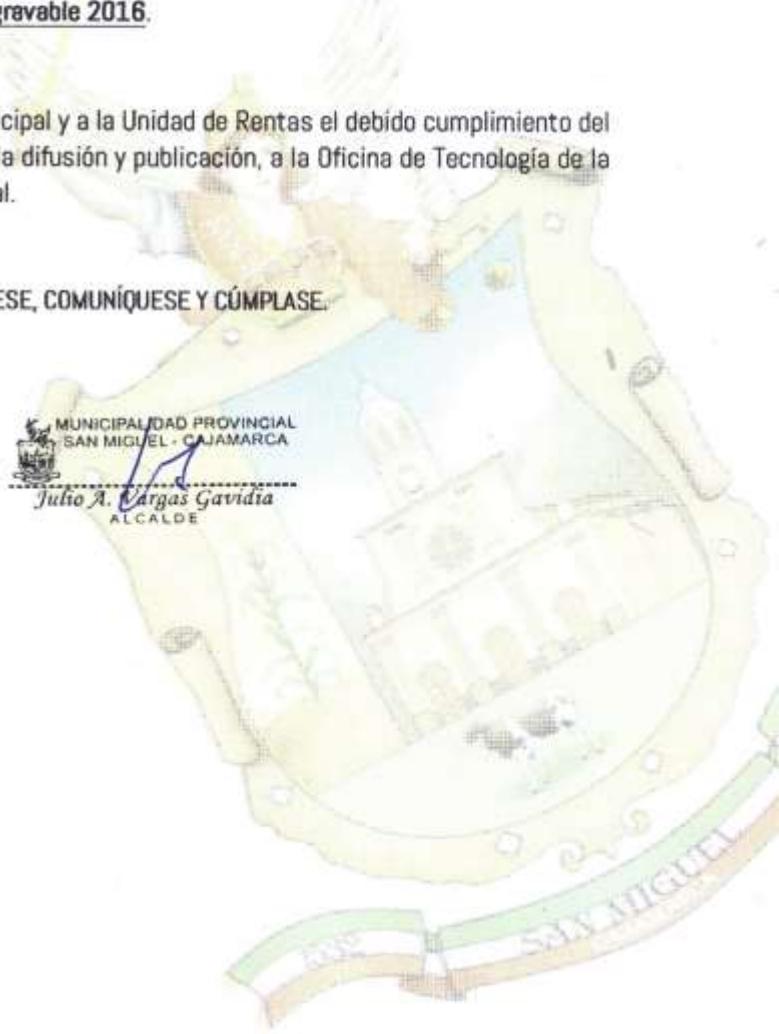 gravable 2016.
cipal y a la Unidad de Rentas el debido cumplimiento del
a difusión y publicación, a la Oficina de Tecnología de la
al.
ESE, COMUNÍQUESE Y CÚMPLASE.
MUNICIPALIDAD PROVINCIAL
SAN MIGUEL - CAJAMARCA
Julio A. Vargas Gavidia
ALCALDE
SAN MIGUEL